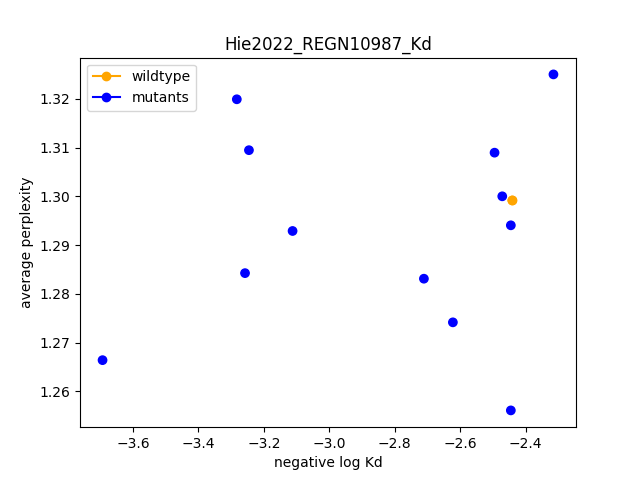 Hie2022_REGN10987_Kd
wildtype
mutants
1.32
1.31
1.30
1.29
1.28
1.27
1.26
average perplexity
−3.6
−3.4
−3.2
−3.0
−2.8
−2.6
−2.4
negative log Kd